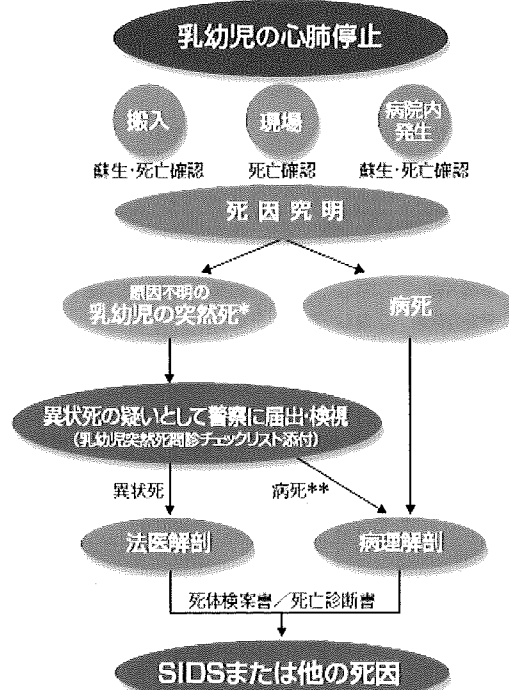 乳幼児の心肺停止
搬入
現場
病院内
発生
蘇生・死亡確認
死亡確認
蘇生・死亡確認
死因究明
原因不明の
乳幼児の突然死*
病死
異状死の疑いとして警察に届出・検視
(乳幼児突然死問診チェックリスト添付)
異状死
病死**
法医解剖
病理解剖
死体検案書/死亡診断書
SIDSまたは他の死因